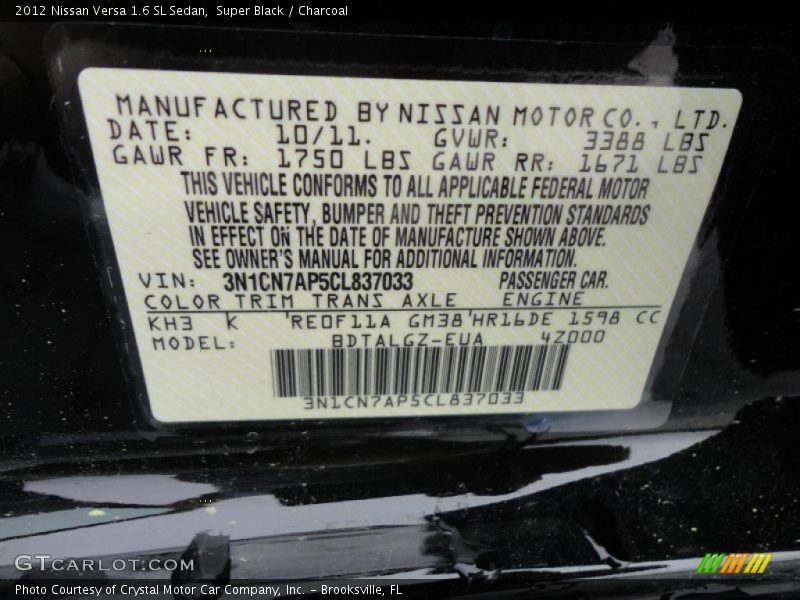 2012 Nissan Versa 1.6 SL Sedan,  Super Black / Charcoal
MANUFACTURED BY NISSAN MOTOR CO., LTD.
DATE: 10/11. GVWR: 3388 LBS
GAWR FR: 1750 LBS GAWR RR: 1671 LBS
THIS VEHICLE CONFORMS TO ALL APPLICABLE FEDERAL MOTOR
VEHICLE SAFETY, BUMPER AND THEFT PREVENTION STANDARDS
IN EFFECT ON THE DATE OF MANUFACTURE SHOWN ABOVE.
SEE OWNER'S MANUAL FOR ADDITIONAL INFORMATION.
VIN: 3N1CN7AP5CL837033 PASSENGER CAR.
COLOR TRIM TRANS AXLE ENGINE
KH3 K 'RE0F11A GM38'HR16DE 1598 CC
MODEL: BDTALGZ-EUA 4Z000
3N1CN7AP5CL837033
GTCARLOT.COM
Photo Courtesy of Crystal Motor Car Company, Inc. – Brooksville, FL